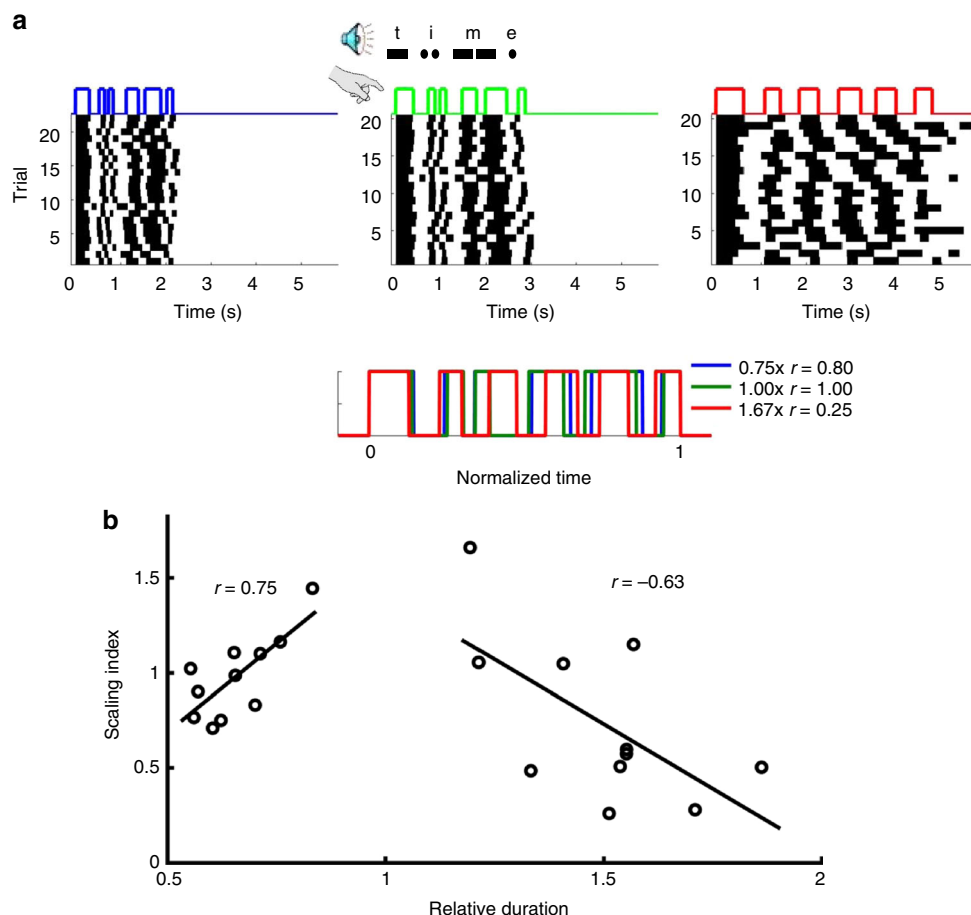 a
t i m e
20
15
10
5
Trial
0 1 2 3 4 5
Time (s)
20
15
10
5
0 1 2 3 4 5
Time (s)
20
15
10
5
0 1 2 3 4 5
Time (s)
0.75x r = 0.80
1.00x r = 1.00
1.67x r = 0.25
0 1
Normalized time
b
r = 0.75
r = –0.63
1.5
1
0.5
0
Scaling index
0.5 1 1.5 2
Relative duration